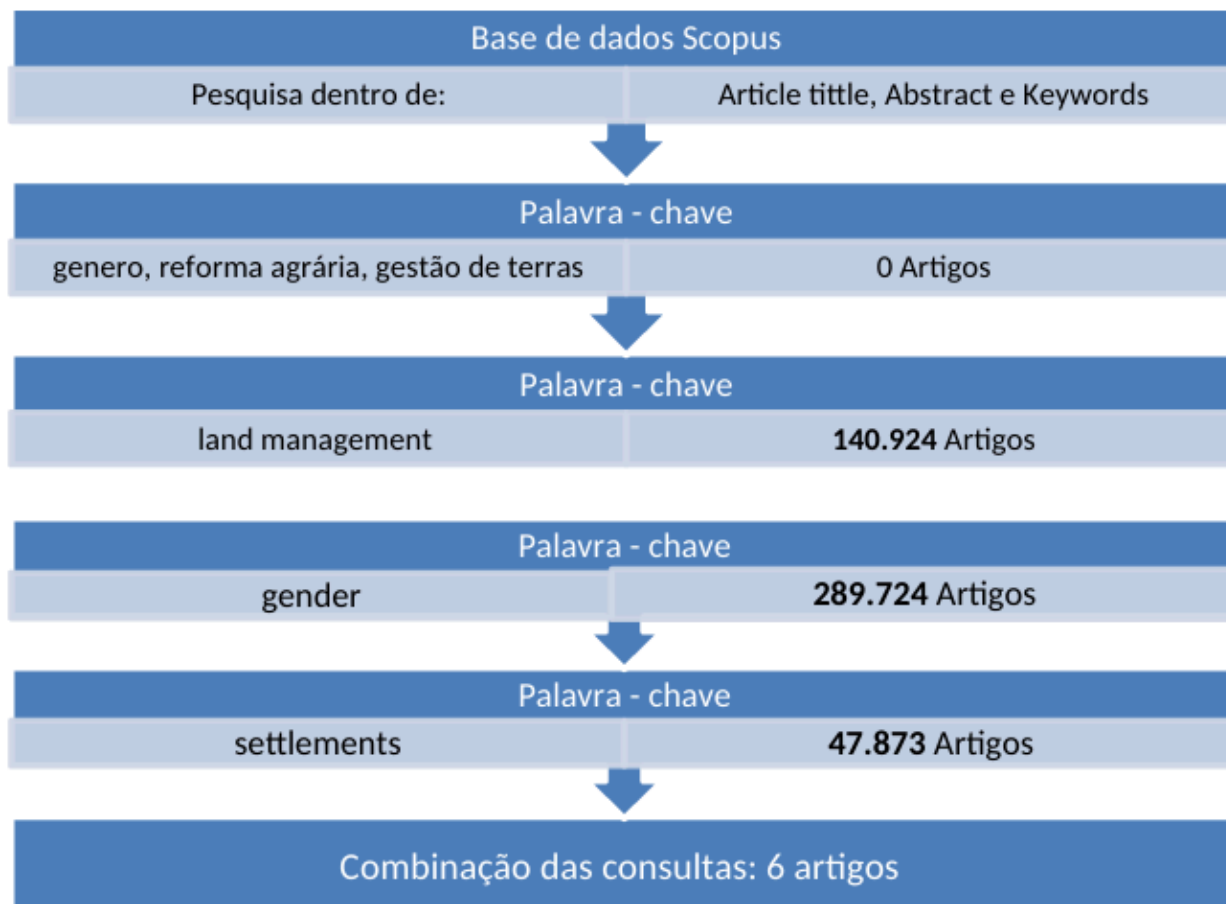 Base de dados Scopus
Pesquisa dentro de: Article tittle, Abstract e Keywords
Palavra - chave
genero, reforma agrária, gestão de terras 0 Artigos
Palavra - chave
land management 140.924 Artigos
Palavra - chave
gender 289.724 Artigos
Palavra - chave
settlements 47.873 Artigos
Combinação das consultas: 6 artigos